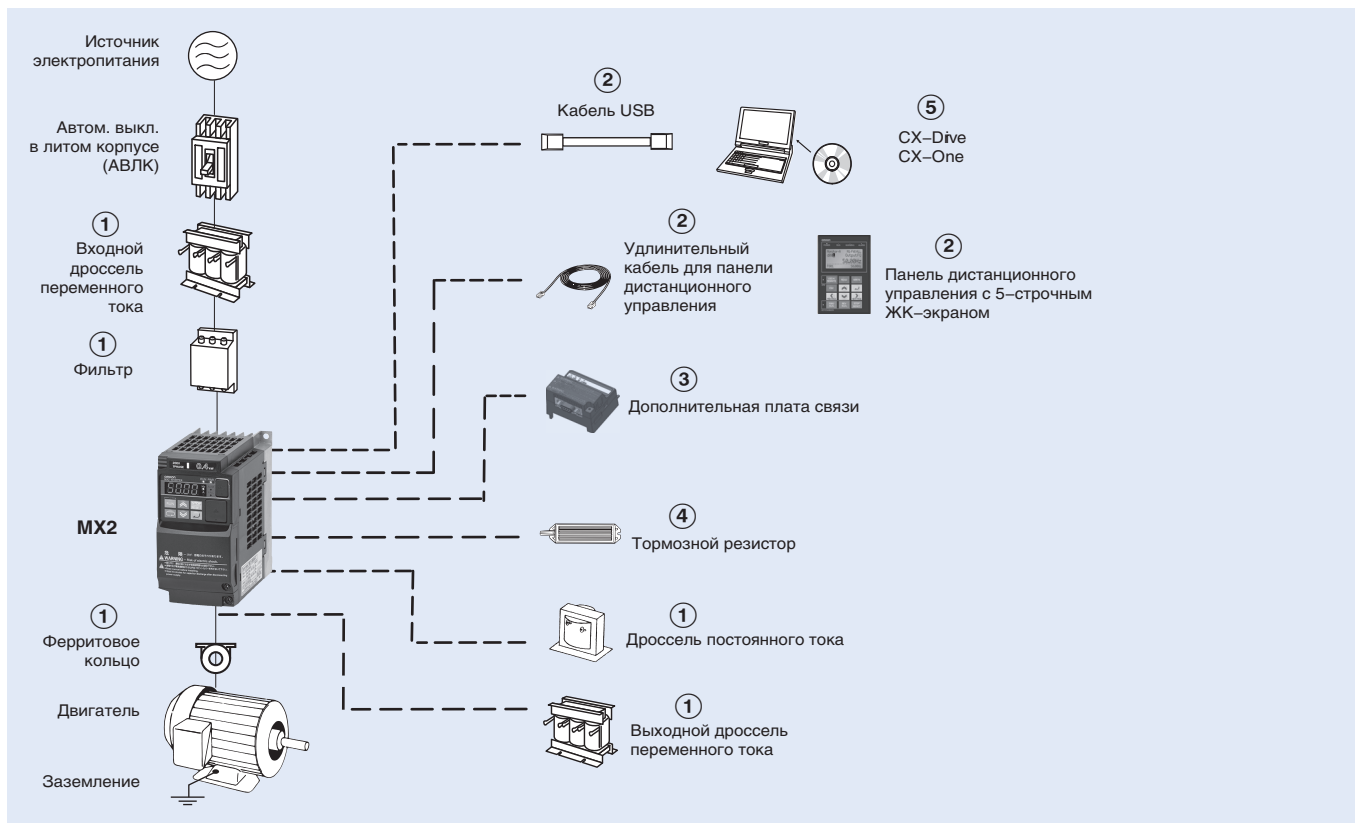 Источник
электропитания
Автом. выкл.
в литом корпусе
(АВЛК)
1
Входной
дроссель
переменного
тока
1
Фильтр
MX2
1
Ферритовое
кольцо
Двигатель
Заземление
2
Кабель USB
5
CX–Drive
CX–One
2
Удлинительный
кабель для панели
дистанционного
управления
2
Панель дистанционного
управления с 5–строчным
ЖК–экраном
3
Дополнительная плата связи
4
Тормозной резистор
1
Дроссель постоянного тока
1
Выходной дроссель
переменного тока
0.4
WARNING